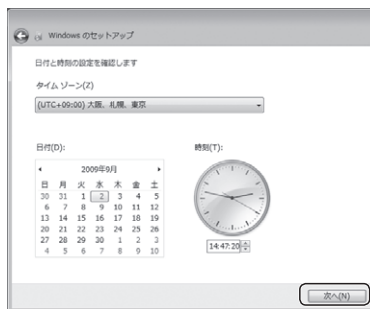 Windows のセットアップ
日付と時刻の設定を確認します
タイム ゾーン(Z)
(UTC+09:00) 大阪、札幌、東京
日付(D):
時刻(T):
2009年9月
日 月 火 水 木 金 土
30 31 1 2 3 4 5
6 7 8 9 10 11 12
13 14 15 16 17 18 19
20 21 22 23 24 25 26
27 28 29 30 1 2 3
4 5 6 7 8 9 10
14:47:20
次へ(N)